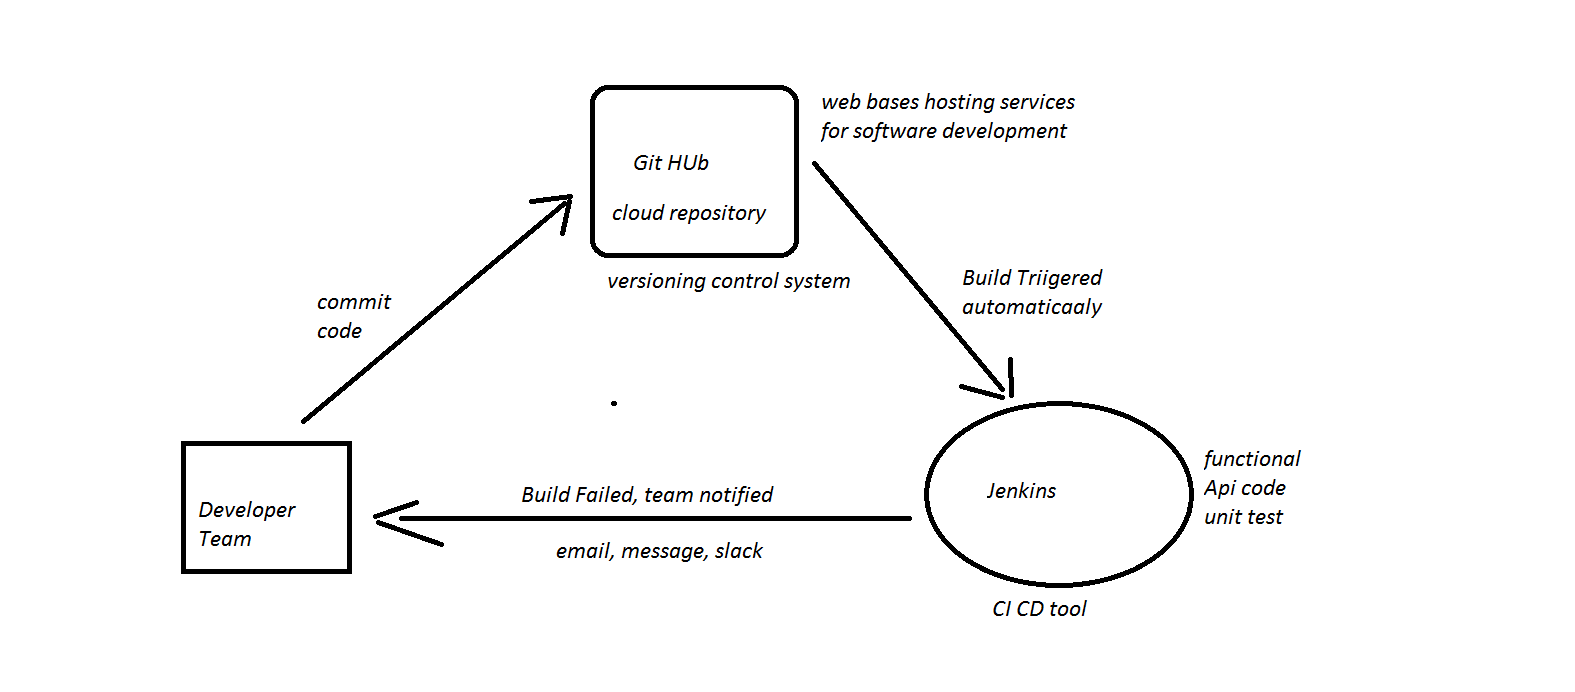 web bases hosting services
for software development
Git HUb
cloud repository
versioning control system
Build Triigered
automaticaaly
commit
code
functional
Api code
unit test
Jenkins
Build Failed, team notified
Developer
Team
email, message, slack
CI CD tool